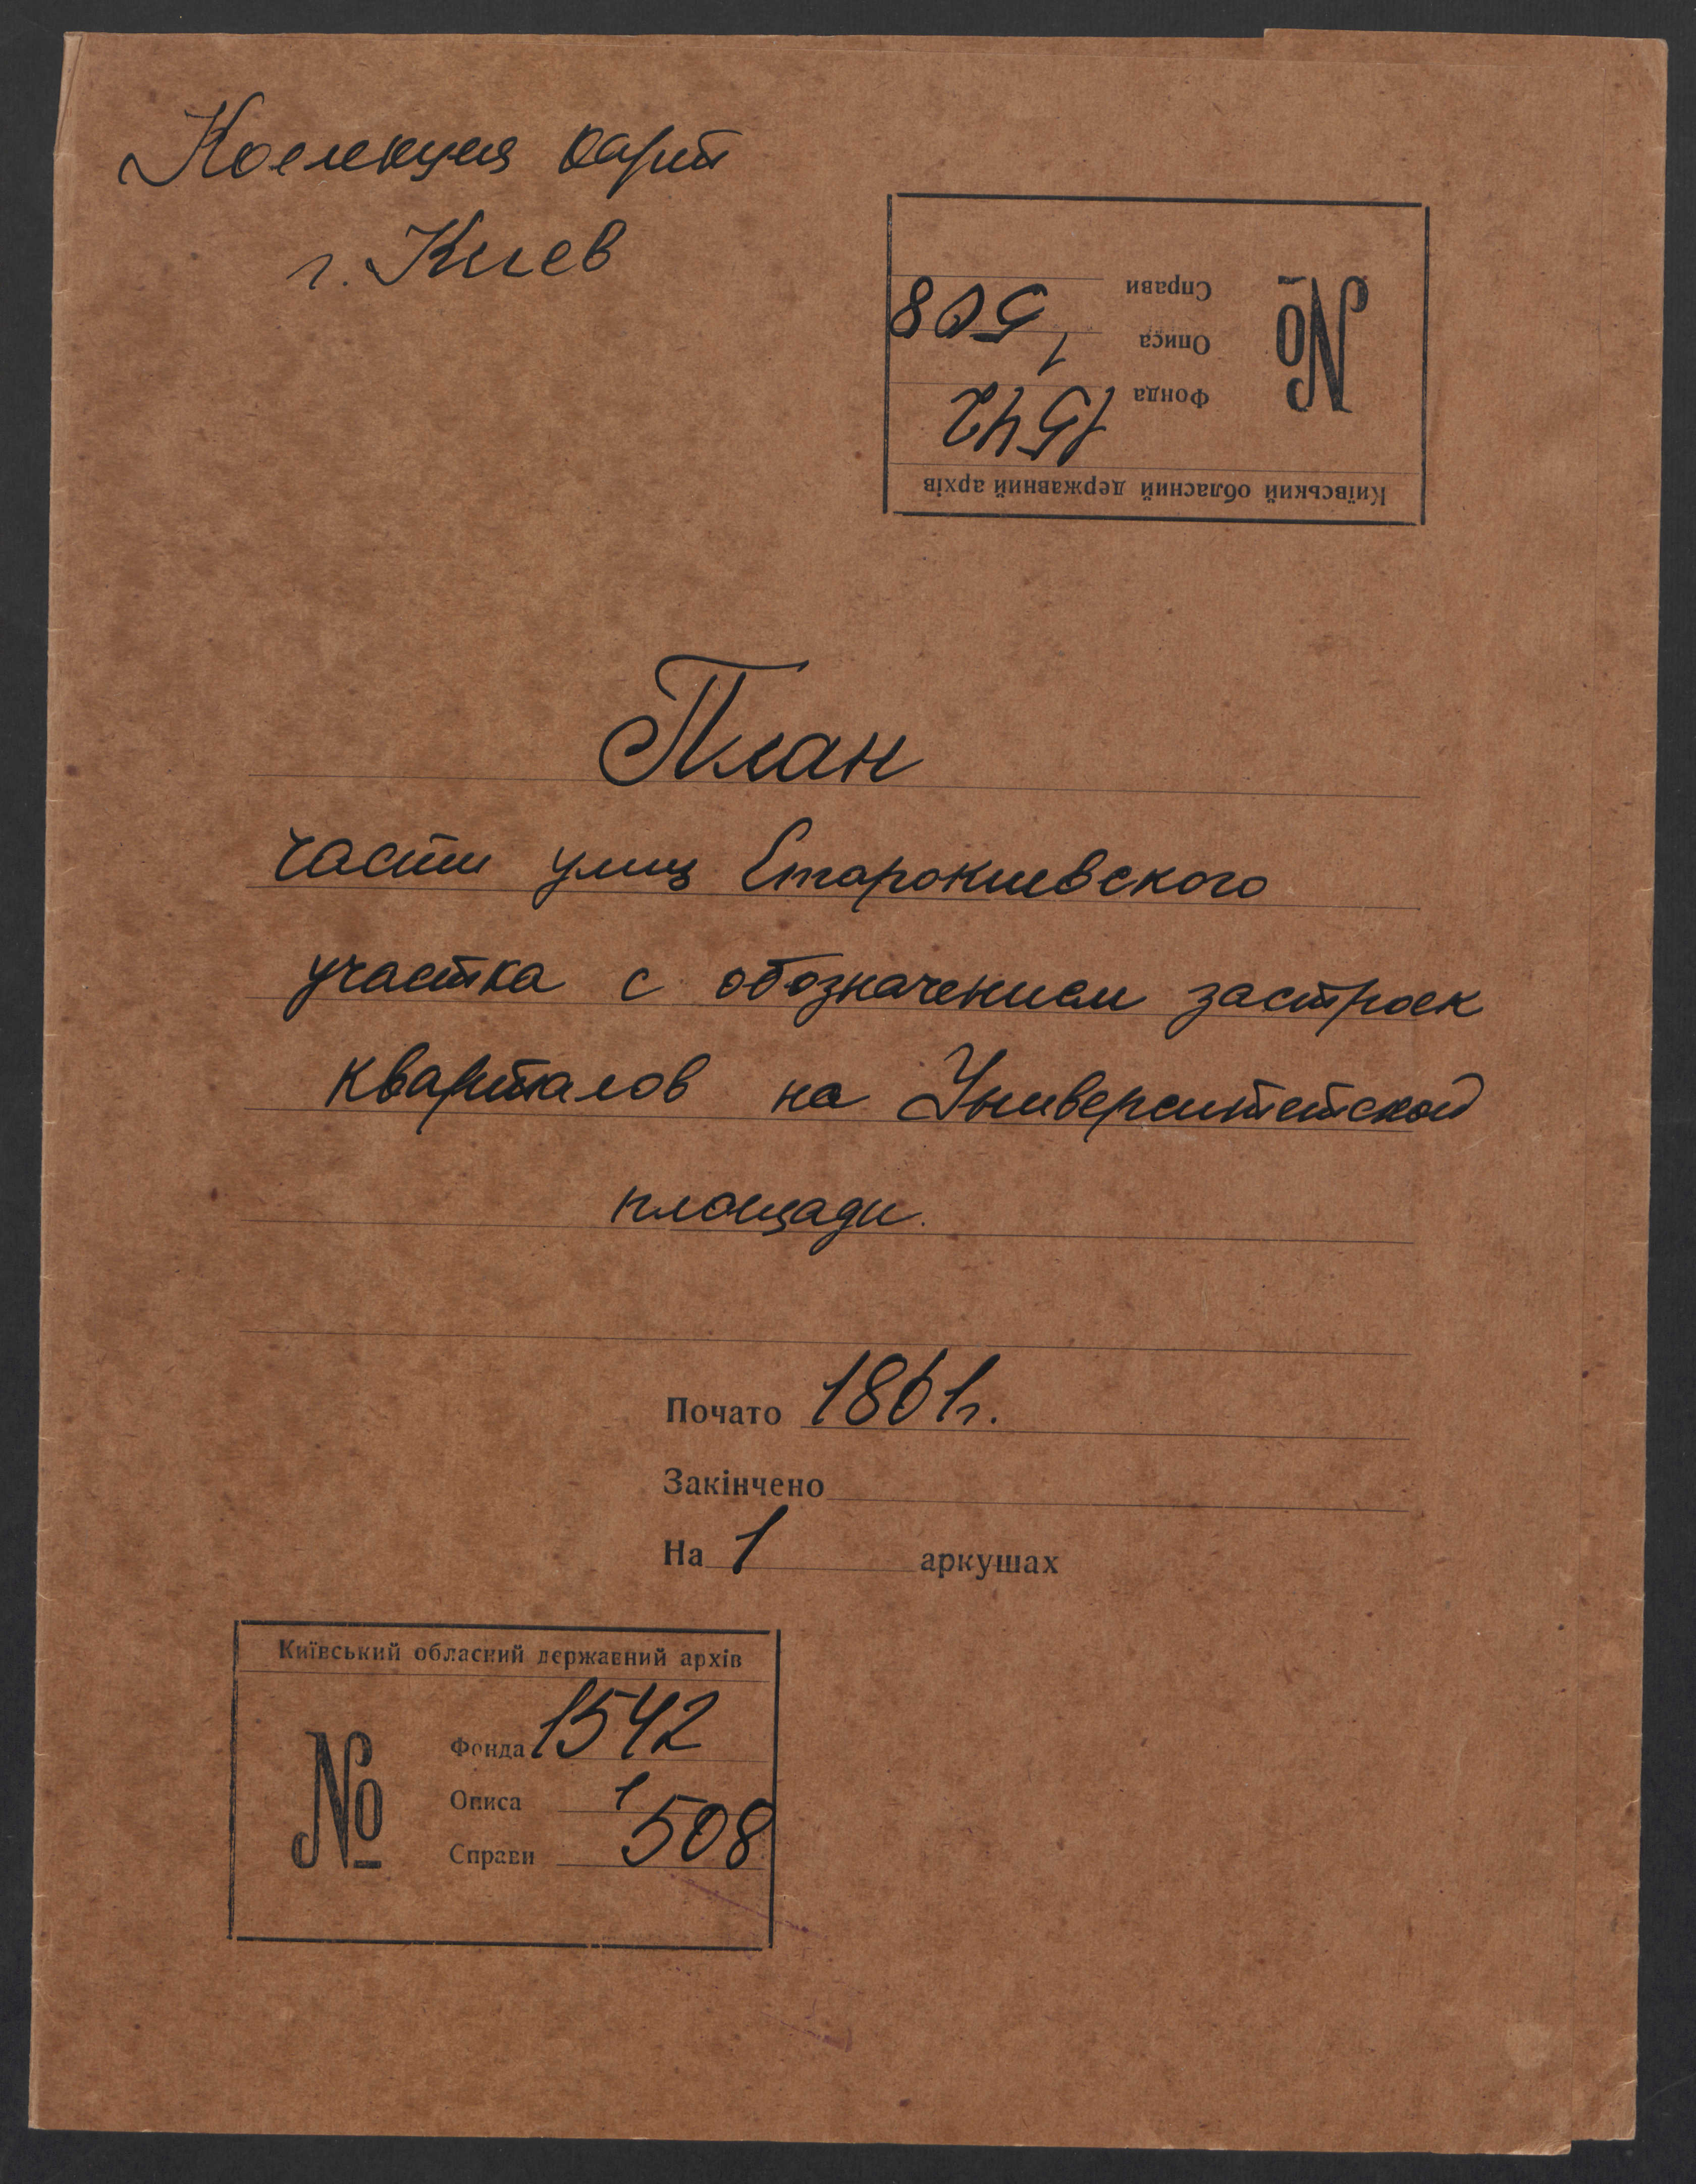 Коллекция карт
г. Киев
Київський обласний державний архів
№
Фонда 1542
Описа 1
Справи 508
План
части улиц Старокиевского
участка с обозначением застроек
кварталов на Университетской
площади.
Почато 1861г.
Закінчено
На 1 аркушах
Київський обласний державний архів
№
Фонда 1542
Описа 1
Справи 508